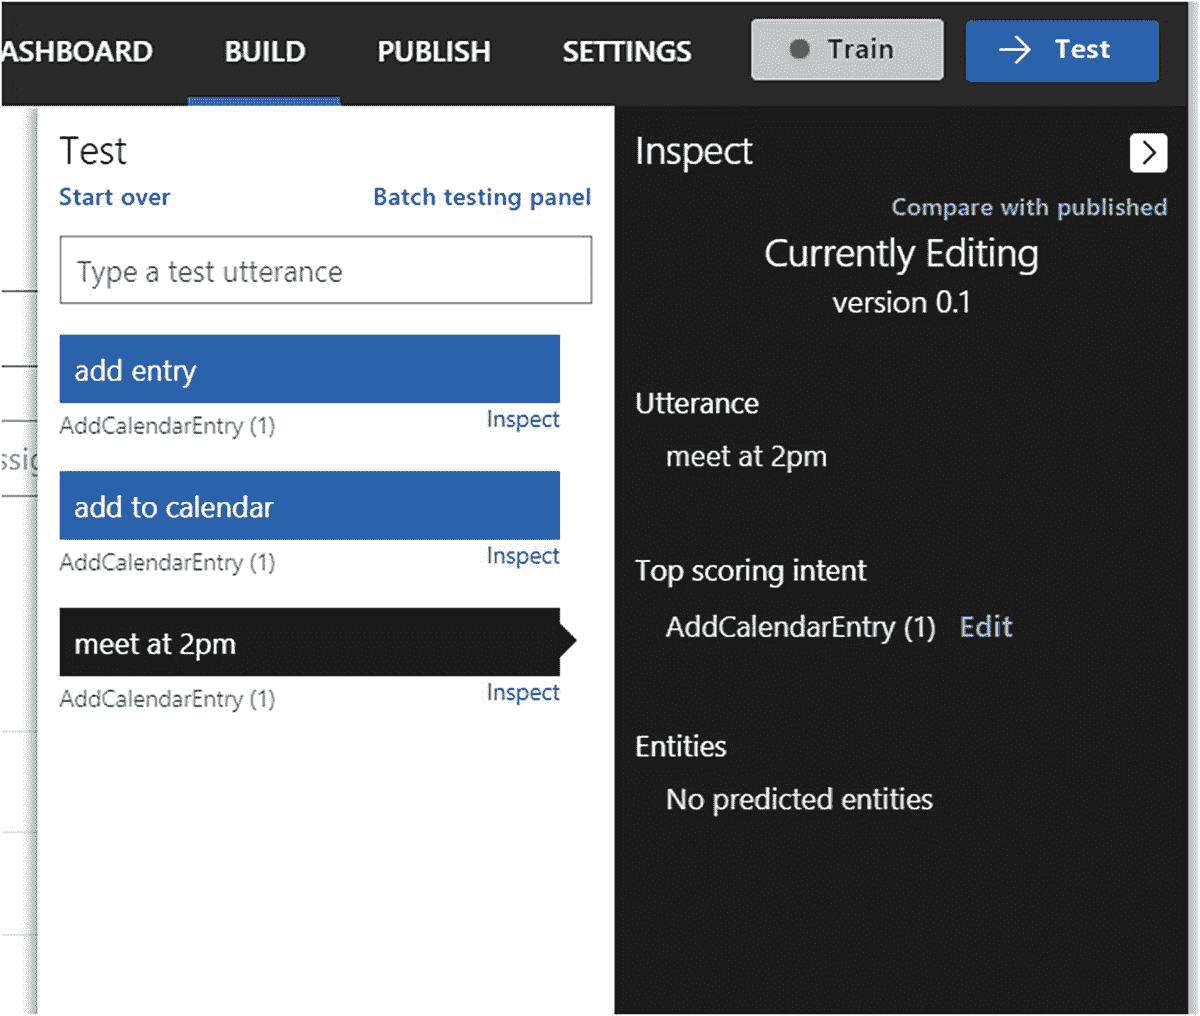 ASHBOARD BUILD PUBLISH SETTINGS Train Test
Test
Start over Batch testing panel
Type a test utterance
add entry
AddCalendarEntry (1) Inspect
add to calendar
AddCalendarEntry (1) Inspect
meet at 2pm
AddCalendarEntry (1) Inspect
Inspect
Compare with published
Currently Editing
version 0.1
Utterance
meet at 2pm
Top scoring intent
AddCalendarEntry (1) Edit
Entities
No predicted entities